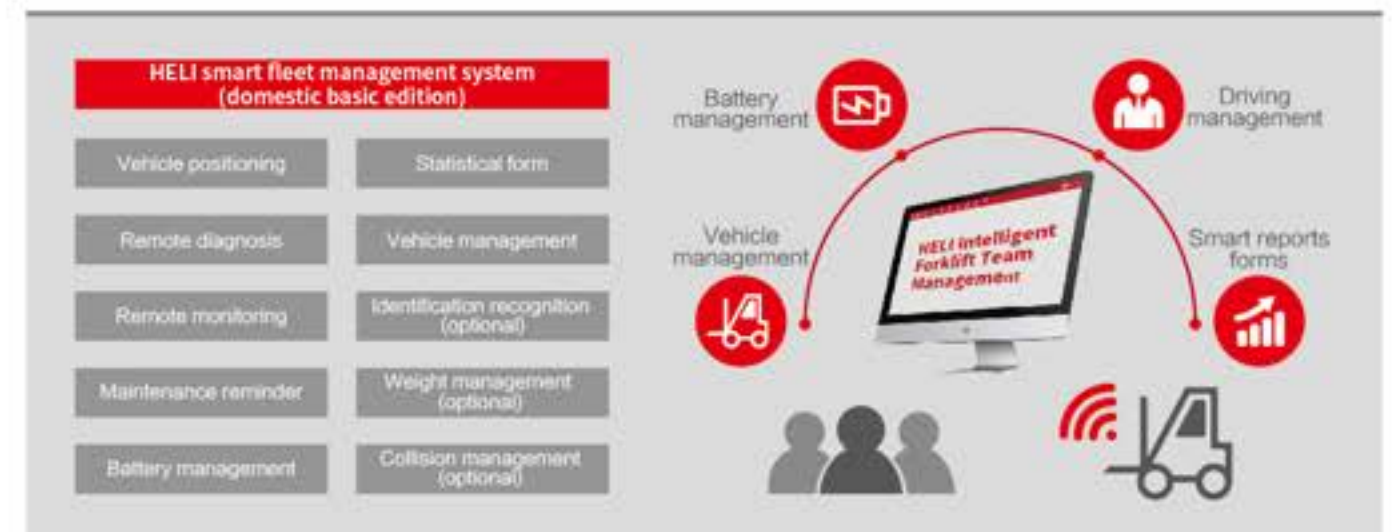 HELI smart fleet management system
(domestic basic edition)
Vehicle positioning
Statistical form
Remote diagnosis
Vehicle management
Remote monitoring
Identification recognition
(optional)
Maintenance reminder
Weight management
(optional)
Battery management
Collision management
(optional)
Battery
management
Driving
management
Vehicle
management
Smart reports
forms
HELI intelligent
Forklift Team
Management